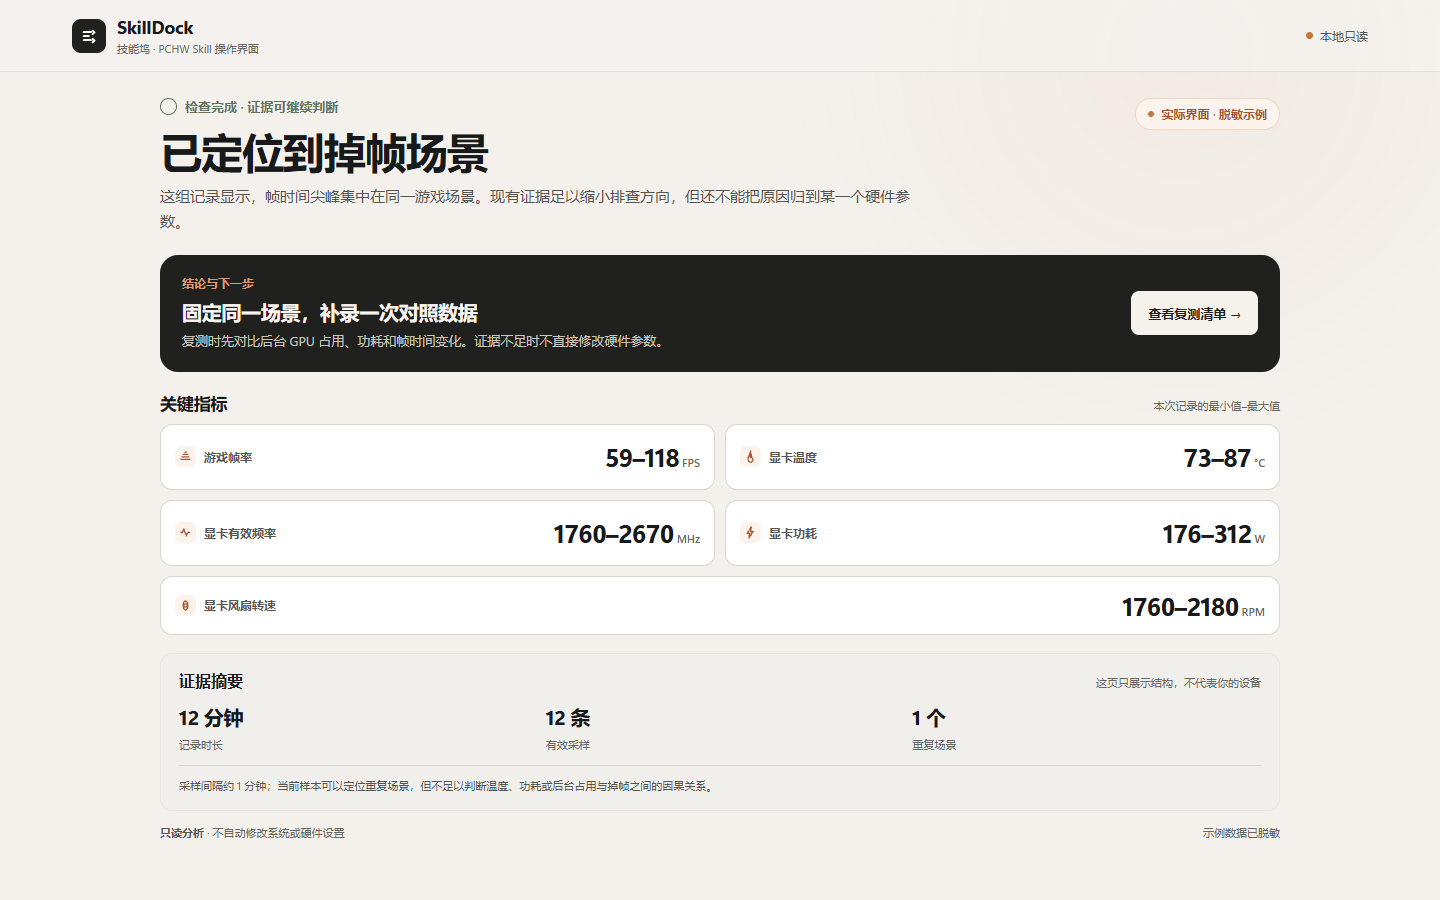 SkillDock
技能坞 · PCHW Skill 操作界面
本地只读
检查完成 · 证据可继续判断
实际界面 · 脱敏示例
已定位到掉帧场景
这组记录显示，帧时间尖峰集中在同一游戏场景。现有证据足以缩小排查方向，但还不能把原因归到某一个硬件参
数。
结论与下一步
固定同一场景，补录一次对照数据
复测时先对比后台 GPU 占用、功耗和帧时间变化。证据不足时不直接修改硬件参数。
查看复测清单 →
关键指标
本次记录的最小值–最大值
游戏帧率
59–118 FPS
显卡温度
73–87 °C
显卡有效频率
1760–2670 MHz
显卡功耗
176–312 W
显卡风扇转速
1760–2180 RPM
证据摘要
这页只展示结构，不代表你的设备
12 分钟
12 条
1 个
记录时长
有效采样
重复场景
采样间隔约 1 分钟；当前样本可以定位重复场景，但不足以判断温度、功耗或后台占用与掉帧之间的因果关系。
只读分析 · 不自动修改系统或硬件设置
示例数据已脱敏